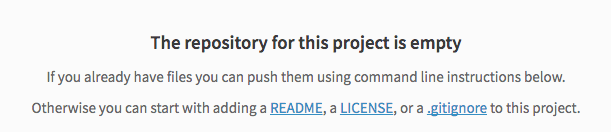 The repository for this project is empty
If you already have files you can push them using command line instructions below.
Otherwise you can start with adding a README, a LICENSE, or a .gitignore to this project.